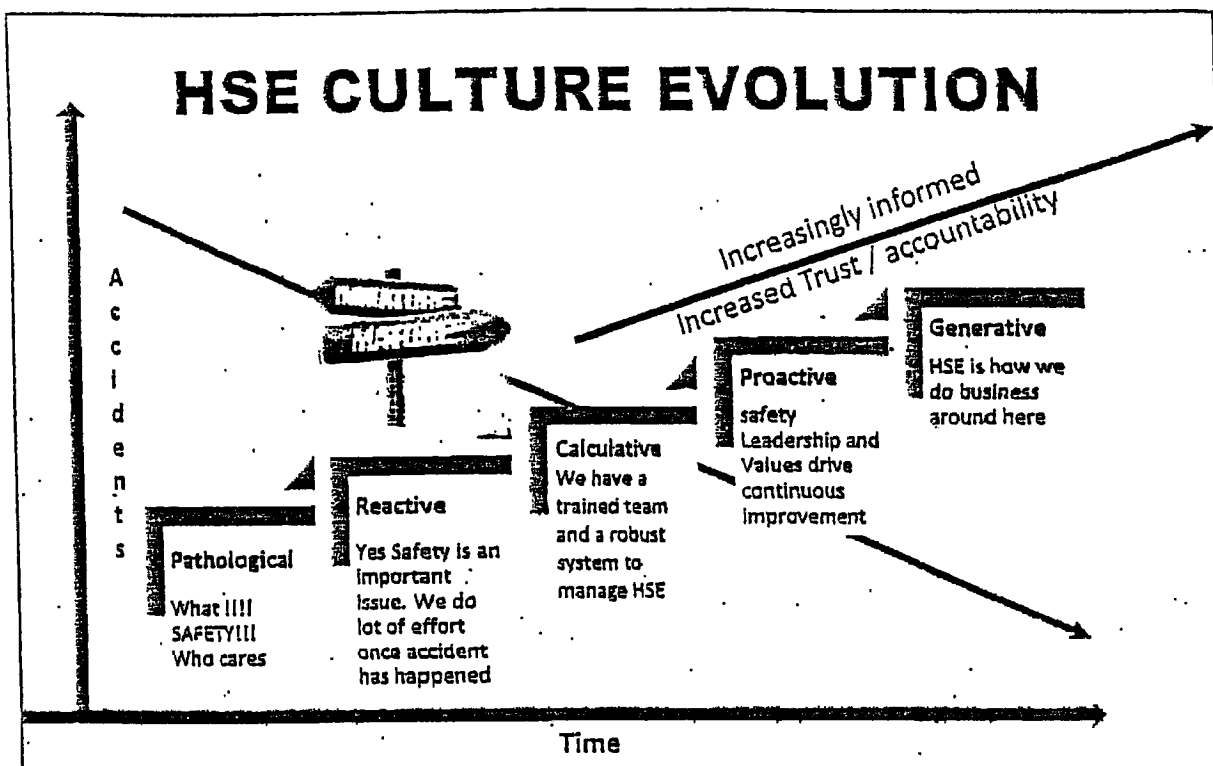 HSE CULTURE EVOLUTION
Accidents
Increasingly informed
Increased Trust / accountability
Pathological
What !!!!
SAFETY!!!
Who cares
Reactive
Yes Safety is an
important
issue. We do
lot of effort
once accident
has happened
Calculative
We have a
trained team
and a robust
system to
manage HSE
Proactive
safety
Leadership and
Values drive
continuous
improvement
Generative
HSE is how we
do business
around here
Time